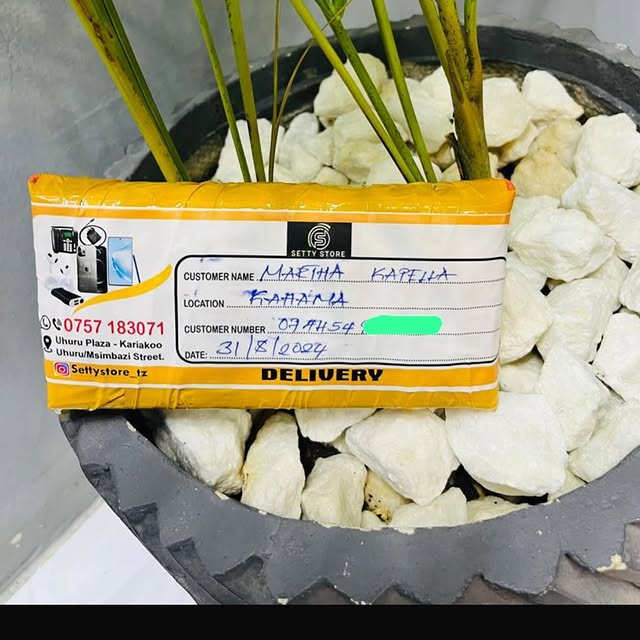 SETTY STORE
CUSTOMER NAME MARTHA KAPELLA
LOCATION KAHAMA
CUSTOMER NUMBER
DATE: 31/8/2024
0757 183071
Uhuru Plaza - Kariakoo
Uhuru/Msimbazi Street.
Settystore_tz
DELIVERY